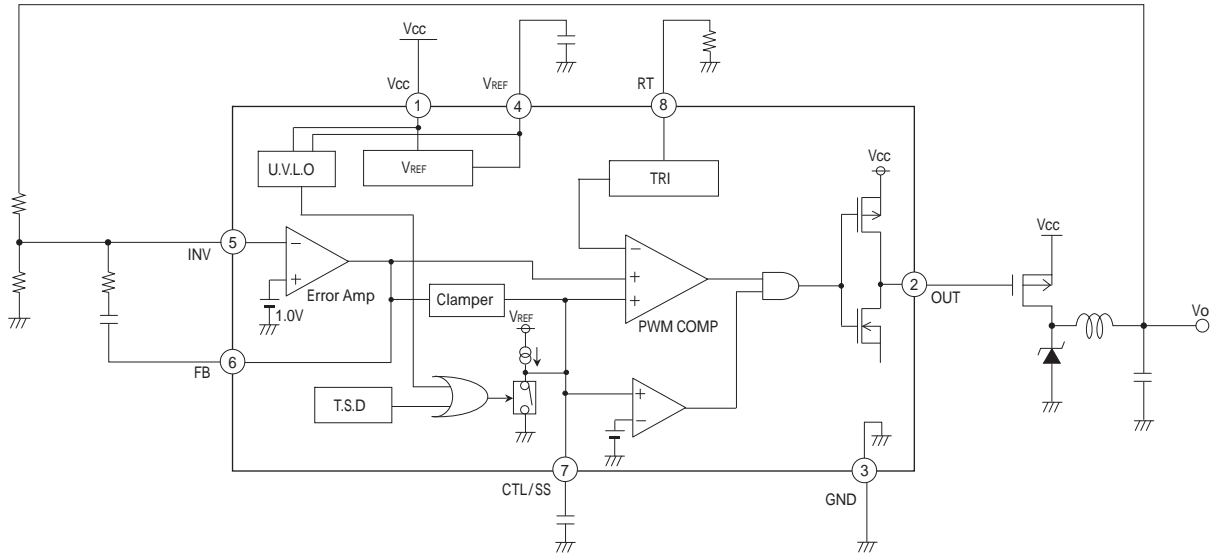 Vcc
Vcc
VREF
RT
1
4
8
U.V.L.O
VREF
TRI
Vcc
Vcc
INV
5
Error Amp
1.0V
Clamper
PWM COMP
2
OUT
Vo
VREF
FB
6
T.S.D
7
CTL/SS
3
GND